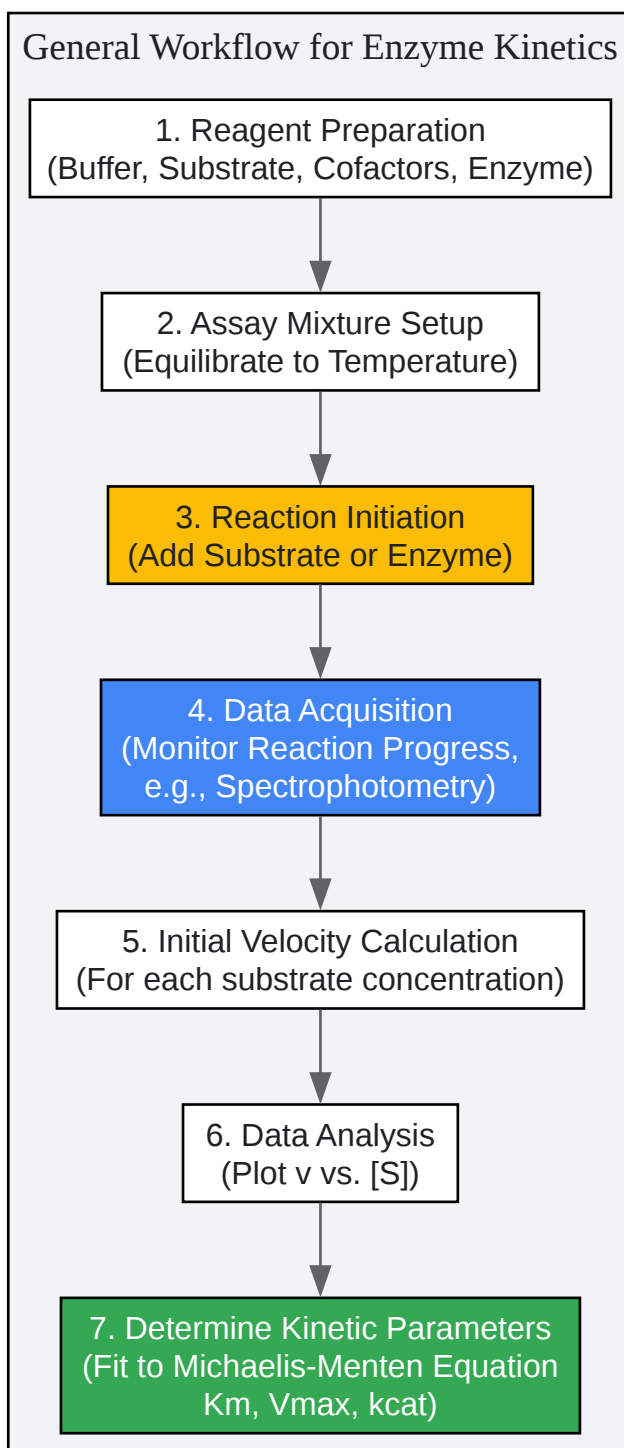 General Workflow for Enzyme Kinetics
1. Reagent Preparation
(Buffer, Substrate, Cofactors, Enzyme)
2. Assay Mixture Setup
(Equilibrate to Temperature)
3. Reaction Initiation
(Add Substrate or Enzyme)
4. Data Acquisition
(Monitor Reaction Progress,
e.g., Spectrophotometry)
5. Initial Velocity Calculation
(For each substrate concentration)
6. Data Analysis
(Plot v vs. [S])
7. Determine Kinetic Parameters
(Fit to Michaelis-Menten Equation
Km, Vmax, kcat)